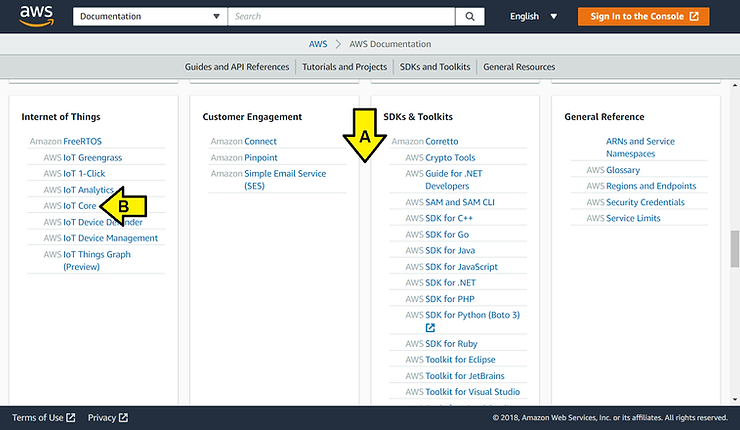 aws
Documentation
Search
English
Sign In to the Console
AWS
AWS Documentation
Guides and API References
Tutorials and Projects
SDKs and Toolkits
General Resources
Internet of Things
Amazon FreeRTOS
AWS IoT Greengrass
AWS IoT 1-Click
AWS IoT Analytics
AWS IoT Core
B
AWS IoT Device Defender
AWS IoT Device Management
AWS IoT Things Graph
(Preview)
Customer Engagement
Amazon Connect
Amazon Pinpoint
Amazon Simple Email Service
(SES)
A
SDKs & Toolkits
Amazon Corretto
AWS Crypto Tools
AWS Guide for .NET
Developers
AWS SAM and SAM CLI
AWS SDK for C++
AWS SDK for Go
AWS SDK for Java
AWS SDK for JavaScript
AWS SDK for .NET
AWS SDK for PHP
AWS SDK for Python (Boto 3)
AWS SDK for Ruby
AWS Toolkit for Eclipse
AWS Toolkit for JetBrains
AWS Toolkit for Visual Studio
General Reference
ARNs and Service
Namespaces
AWS Glossary
AWS Regions and Endpoints
AWS Security Credentials
AWS Service Limits
Terms of Use
Privacy
© 2018, Amazon Web Services, Inc. or its affiliates. All rights reserved.